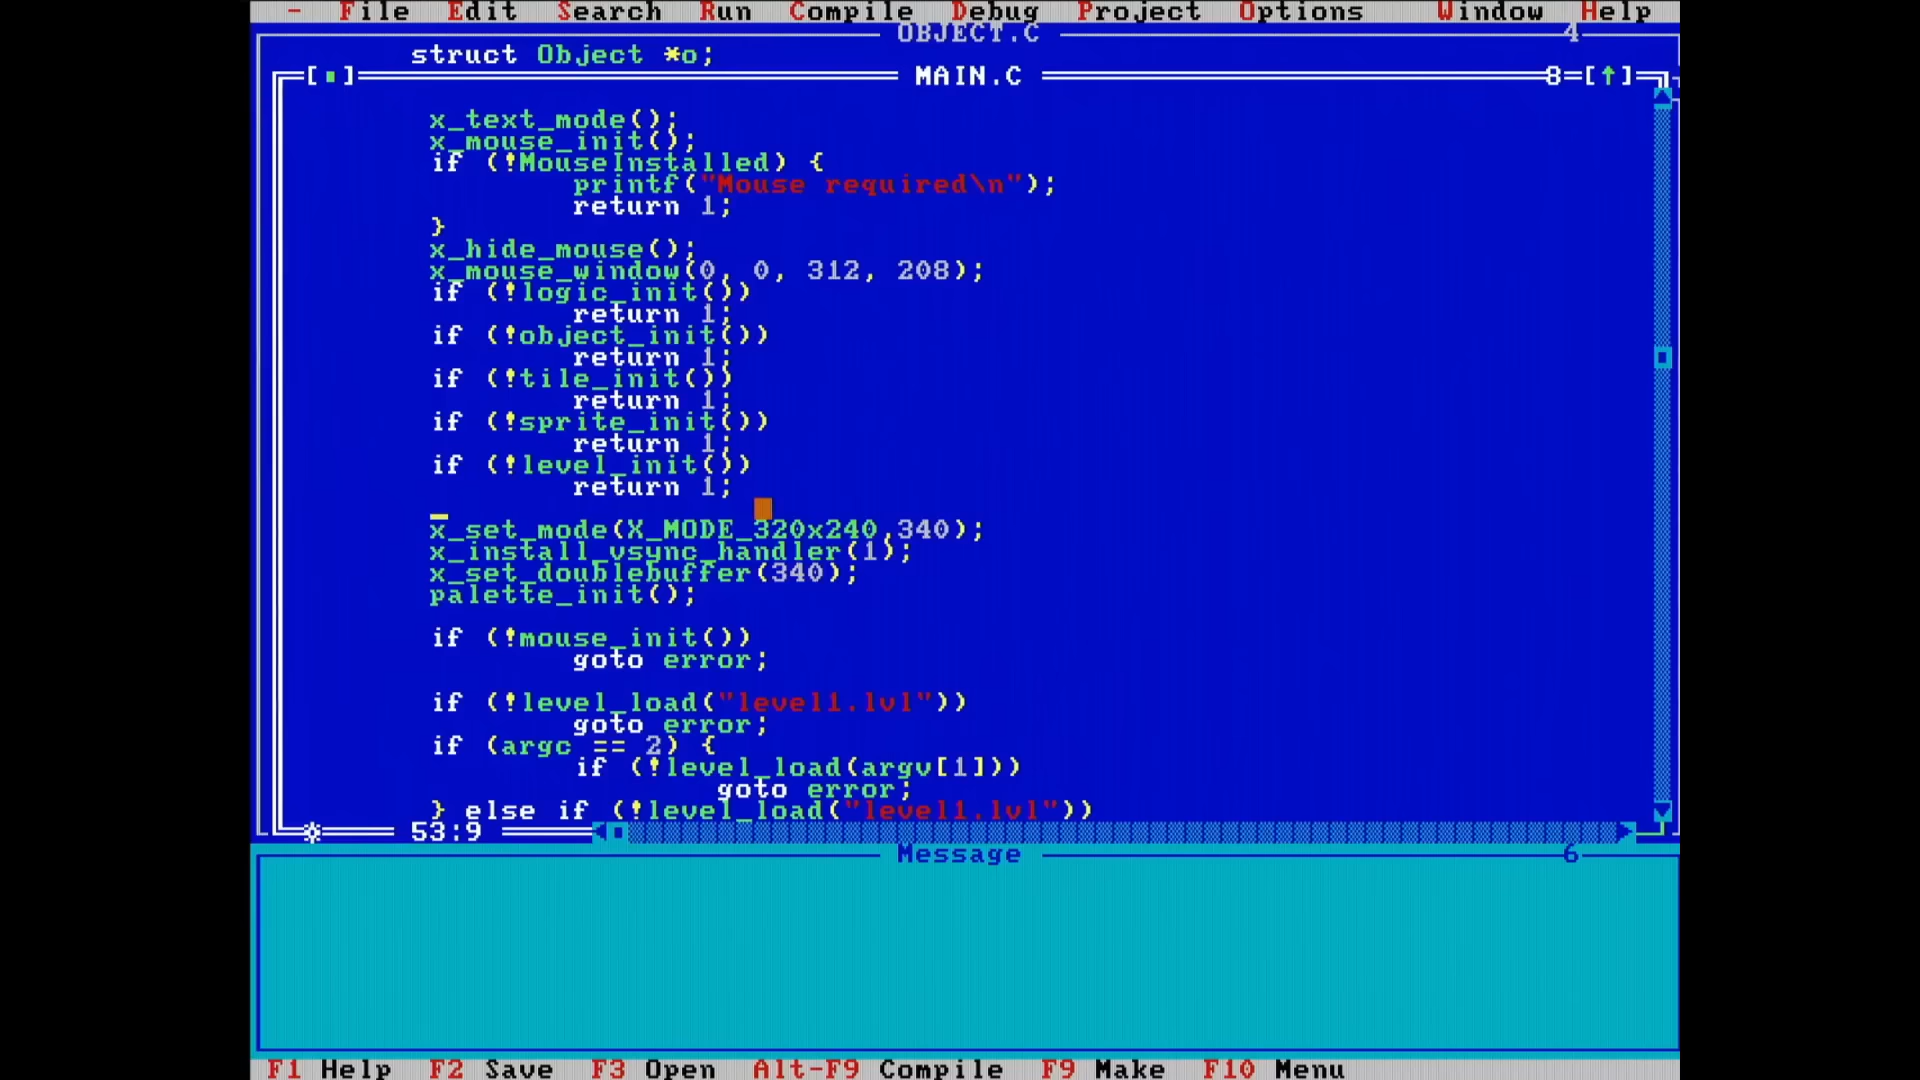 - File Edit Search Run Compile Debug Project Options Window Help
OBJECT.C 4
struct Object *o;
[■] MAIN.C 8=[↑]
x_text_mode();
x_mouse_init();
if (!MouseInstalled) {
printf("Mouse required\n");
return 1;
}
x_hide_mouse();
x_mouse_window(0, 0, 312, 208);
if (!logic_init())
return 1;
if (!object_init())
return 1;
if (!tile_init())
return 1;
if (!sprite_init())
return 1;
if (!level_init())
return 1;
x_set_mode(X_MODE_320x240,340);
x_install_vsync_handler(1);
x_set_doublebuffer(340);
palette_init();
if (!mouse_init())
goto error;
if (!level_load("level1.lvl"))
goto error;
if (argc == 2) {
if (!level_load(argv[1]))
goto error;
} else if (!level_load("level1.lvl"))
53:9
Message 6
F1 Help F2 Save F3 Open Alt-F9 Compile F9 Make F10 Menu